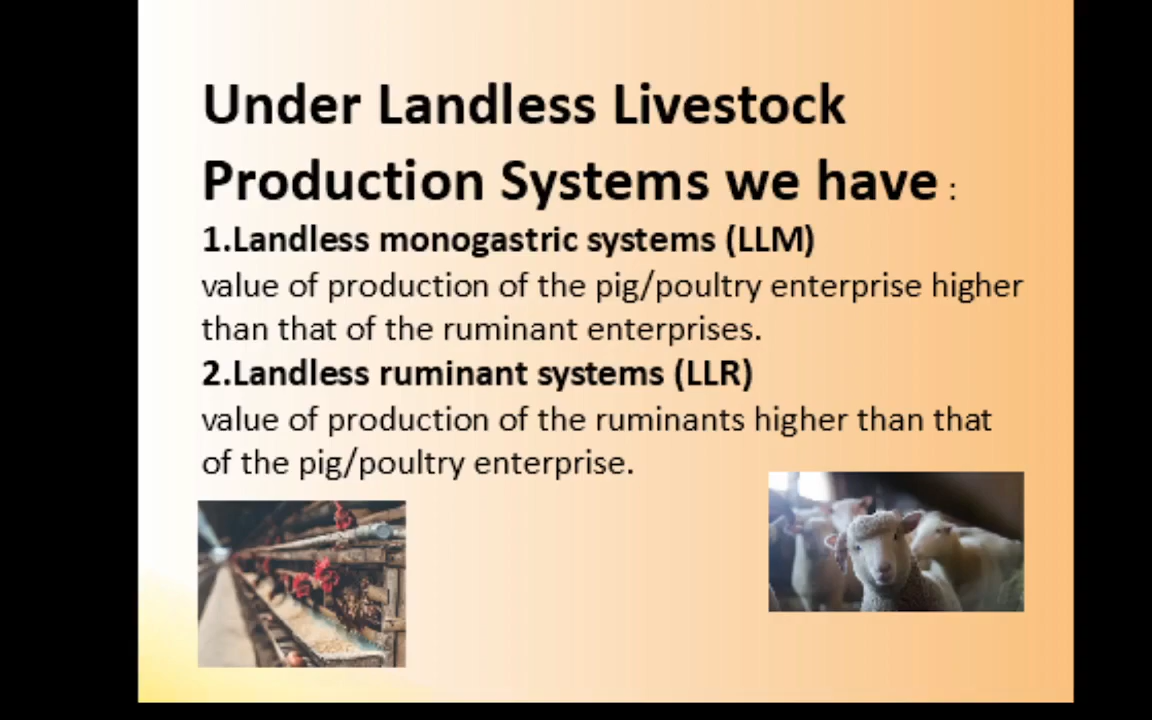 Under Landless Livestock
Production Systems we have :
1.Landless monogastric systems (LLM)
value of production of the pig/poultry enterprise higher
than that of the ruminant enterprises.
2.Landless ruminant systems (LLR)
value of production of the ruminants higher than that
of the pig/poultry enterprise.